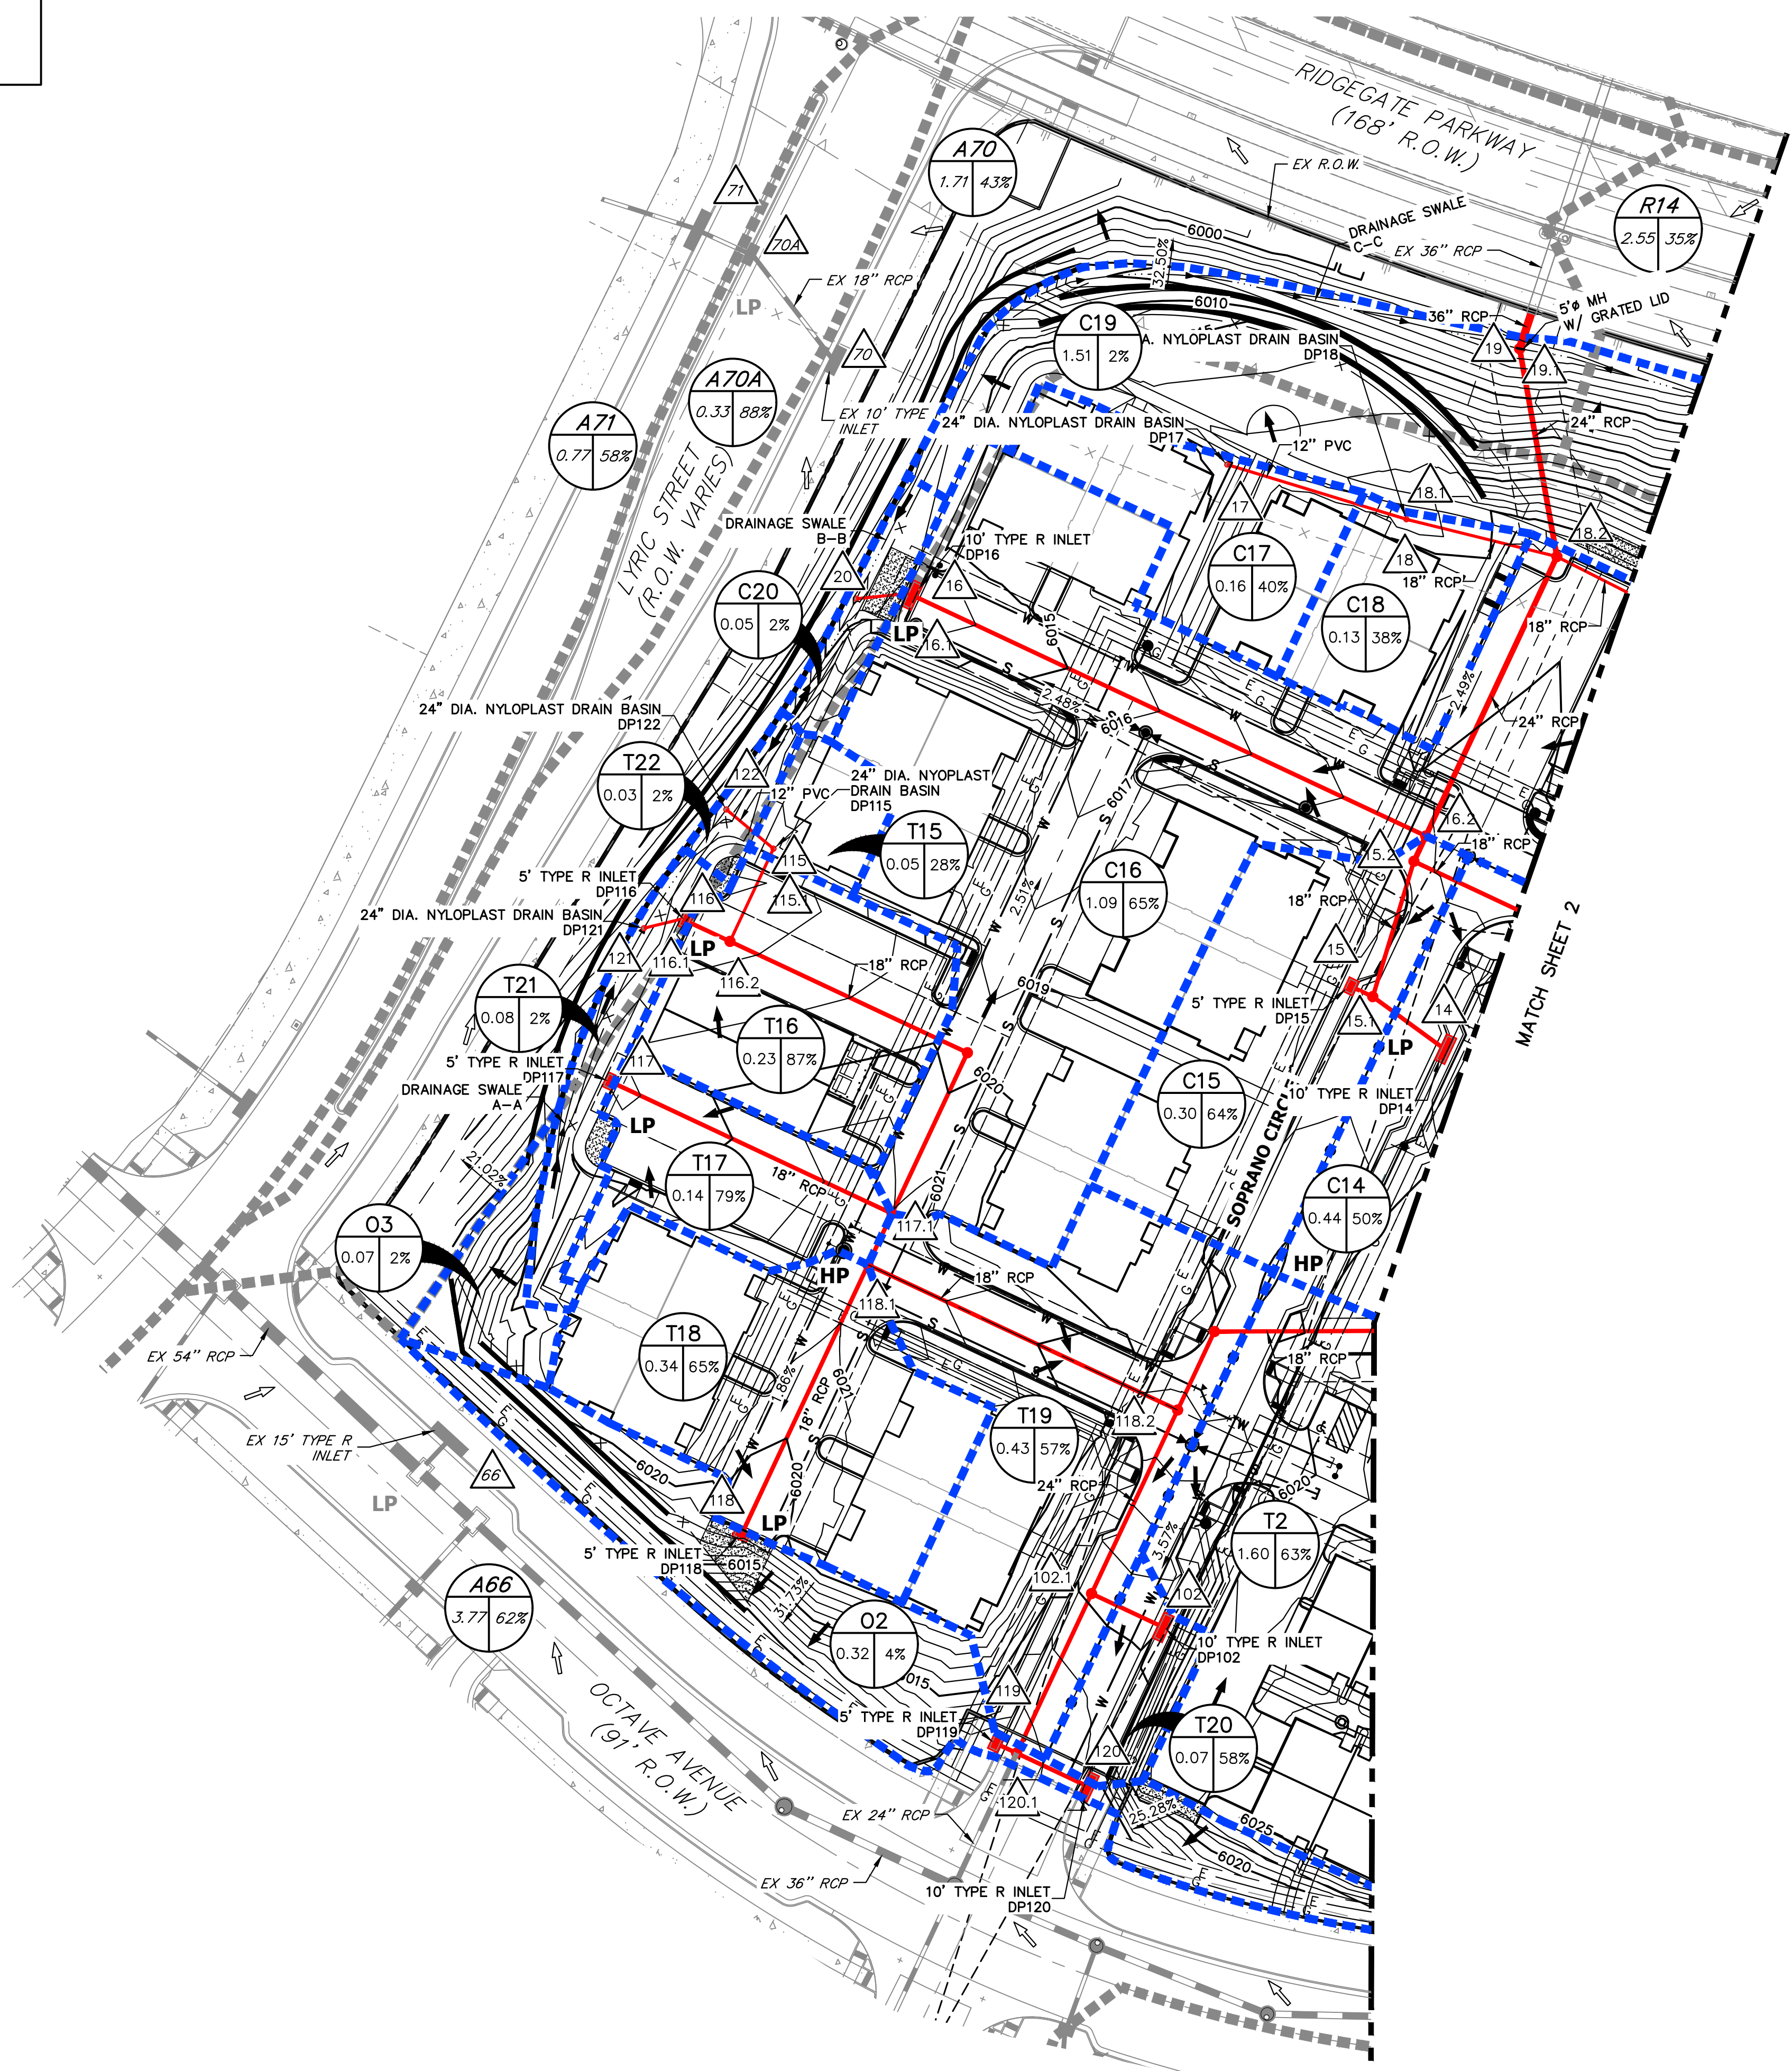 RIDGEGATE PARKWAY
(168' R.O.W.)
A70
1.71 43%
EX R.O.W.
71
70A
DRAINAGE SWALE
C-C
R14
2.55 35%
6000
EX 36" RCP
EX 18" RCP
LP
32.50%
6010
36" RCP
5'ø MH
W/ GRATED LID
C19
1.51 2%
A. NYLOPLAST DRAIN BASIN
DP18
19
19.1
70
A70A
0.33 88%
EX 10' TYPE
INLET
24" DIA. NYLOPLAST DRAIN BASIN
DP17
24" RCP
A71
0.77 58%
12" PVC
LYRIC STREET
(R.O.W. VARIES)
18.1
17
DRAINAGE SWALE
B-B
10' TYPE R INLET
DP16
18.2
18
18" RCP
20
16
C17
0.16 40%
C20
0.05 2%
C18
0.13 38%
18" RCP
LP
16.1
6015
2.48%
6016
2.49%
24" RCP
24" DIA. NYLOPLAST DRAIN BASIN
DP122
T22
0.03 2%
122
12" PVC
24" DIA. NYOPLAST
DRAIN BASIN
DP115
6017
16.2
18" RCP
T15
0.05 28%
115
15.2
5' TYPE R INLET
DP116
116
115.1
C16
1.09 65%
2.51%
18" RCP
24" DIA. NYLOPLAST DRAIN BASIN
DP121
MATCH SHEET 2
121
116.1
LP
116.2
18" RCP
15
6019
T21
0.08 2%
5' TYPE R INLET
DP15
15.1
14
T16
0.23 87%
LP
5' TYPE R INLET
DP117
117
6020
10' TYPE R INLET
DP14
DRAINAGE SWALE
A-A
C15
0.30 64%
LP
SOPRANO CIRCLE
21.02%
T17
0.14 79%
18" RCP
6021
C14
0.44 50%
117.1
O3
0.07 2%
HP
18" RCP
HP
118.1
T18
0.34 65%
EX 54" RCP
18" RCP
1.86%
6021
18" RCP
T19
0.43 57%
118.2
EX 15' TYPE R
INLET
66
LP
6020
6020
24" RCP
6020
118
LP
T2
1.60 63%
3.57%
5' TYPE R INLET
DP118
6015
31.73%
102.1
102
A66
3.77 62%
O2
0.32 4%
10' TYPE R INLET
DP102
6015
119
OCTAVE AVENUE
(91' R.O.W.)
5' TYPE R INLET
DP119
120
T20
0.07 58%
120.1
EX 24" RCP
25.28%
6025
6020
EX 36" RCP
10' TYPE R INLET
DP120